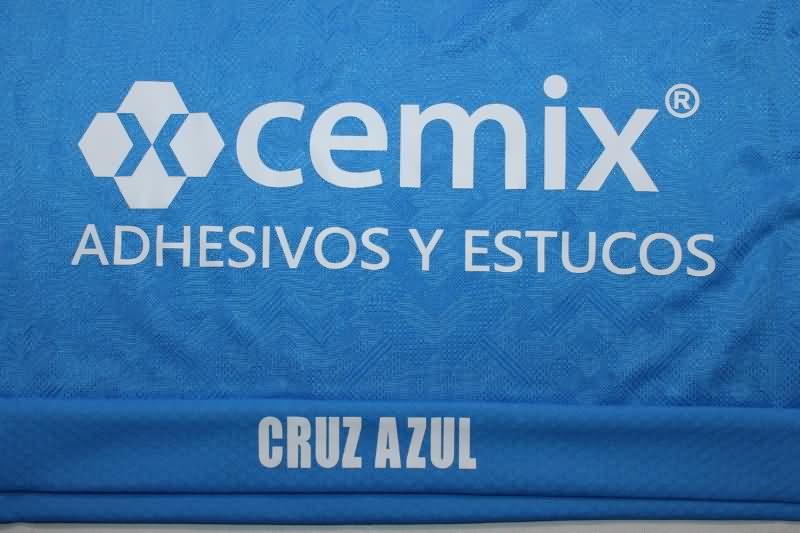 cemix®
ADHESIVOS Y ESTUCOS
CRUZ AZUL